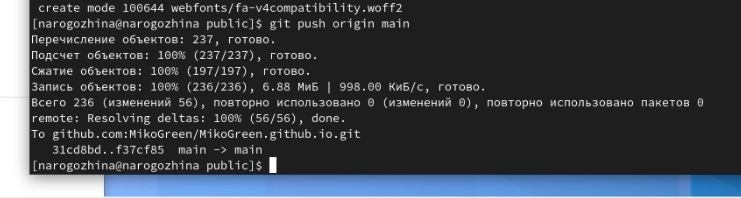 create mode 100644 webfonts/fa-v4compatibility.woff2
[narogozhina@narogozhina public]$ git push origin main
Перечисление объектов: 237, готово.
Подсчет объектов: 100% (237/237), готово.
Сжатие объектов: 100% (197/197), готово.
Запись объектов: 100% (236/236), 6.88 МиБ | 998.00 КиБ/с, готово.
Всего 236 (изменений 56), повторно использовано 0 (изменений 0), повторно использовано пакетов 0
remote: Resolving deltas: 100% (56/56), done.
To github.com:MikoGreen/MikoGreen.github.io.git
   31cd8bd..f37cf85  main -> main
[narogozhina@narogozhina public]$